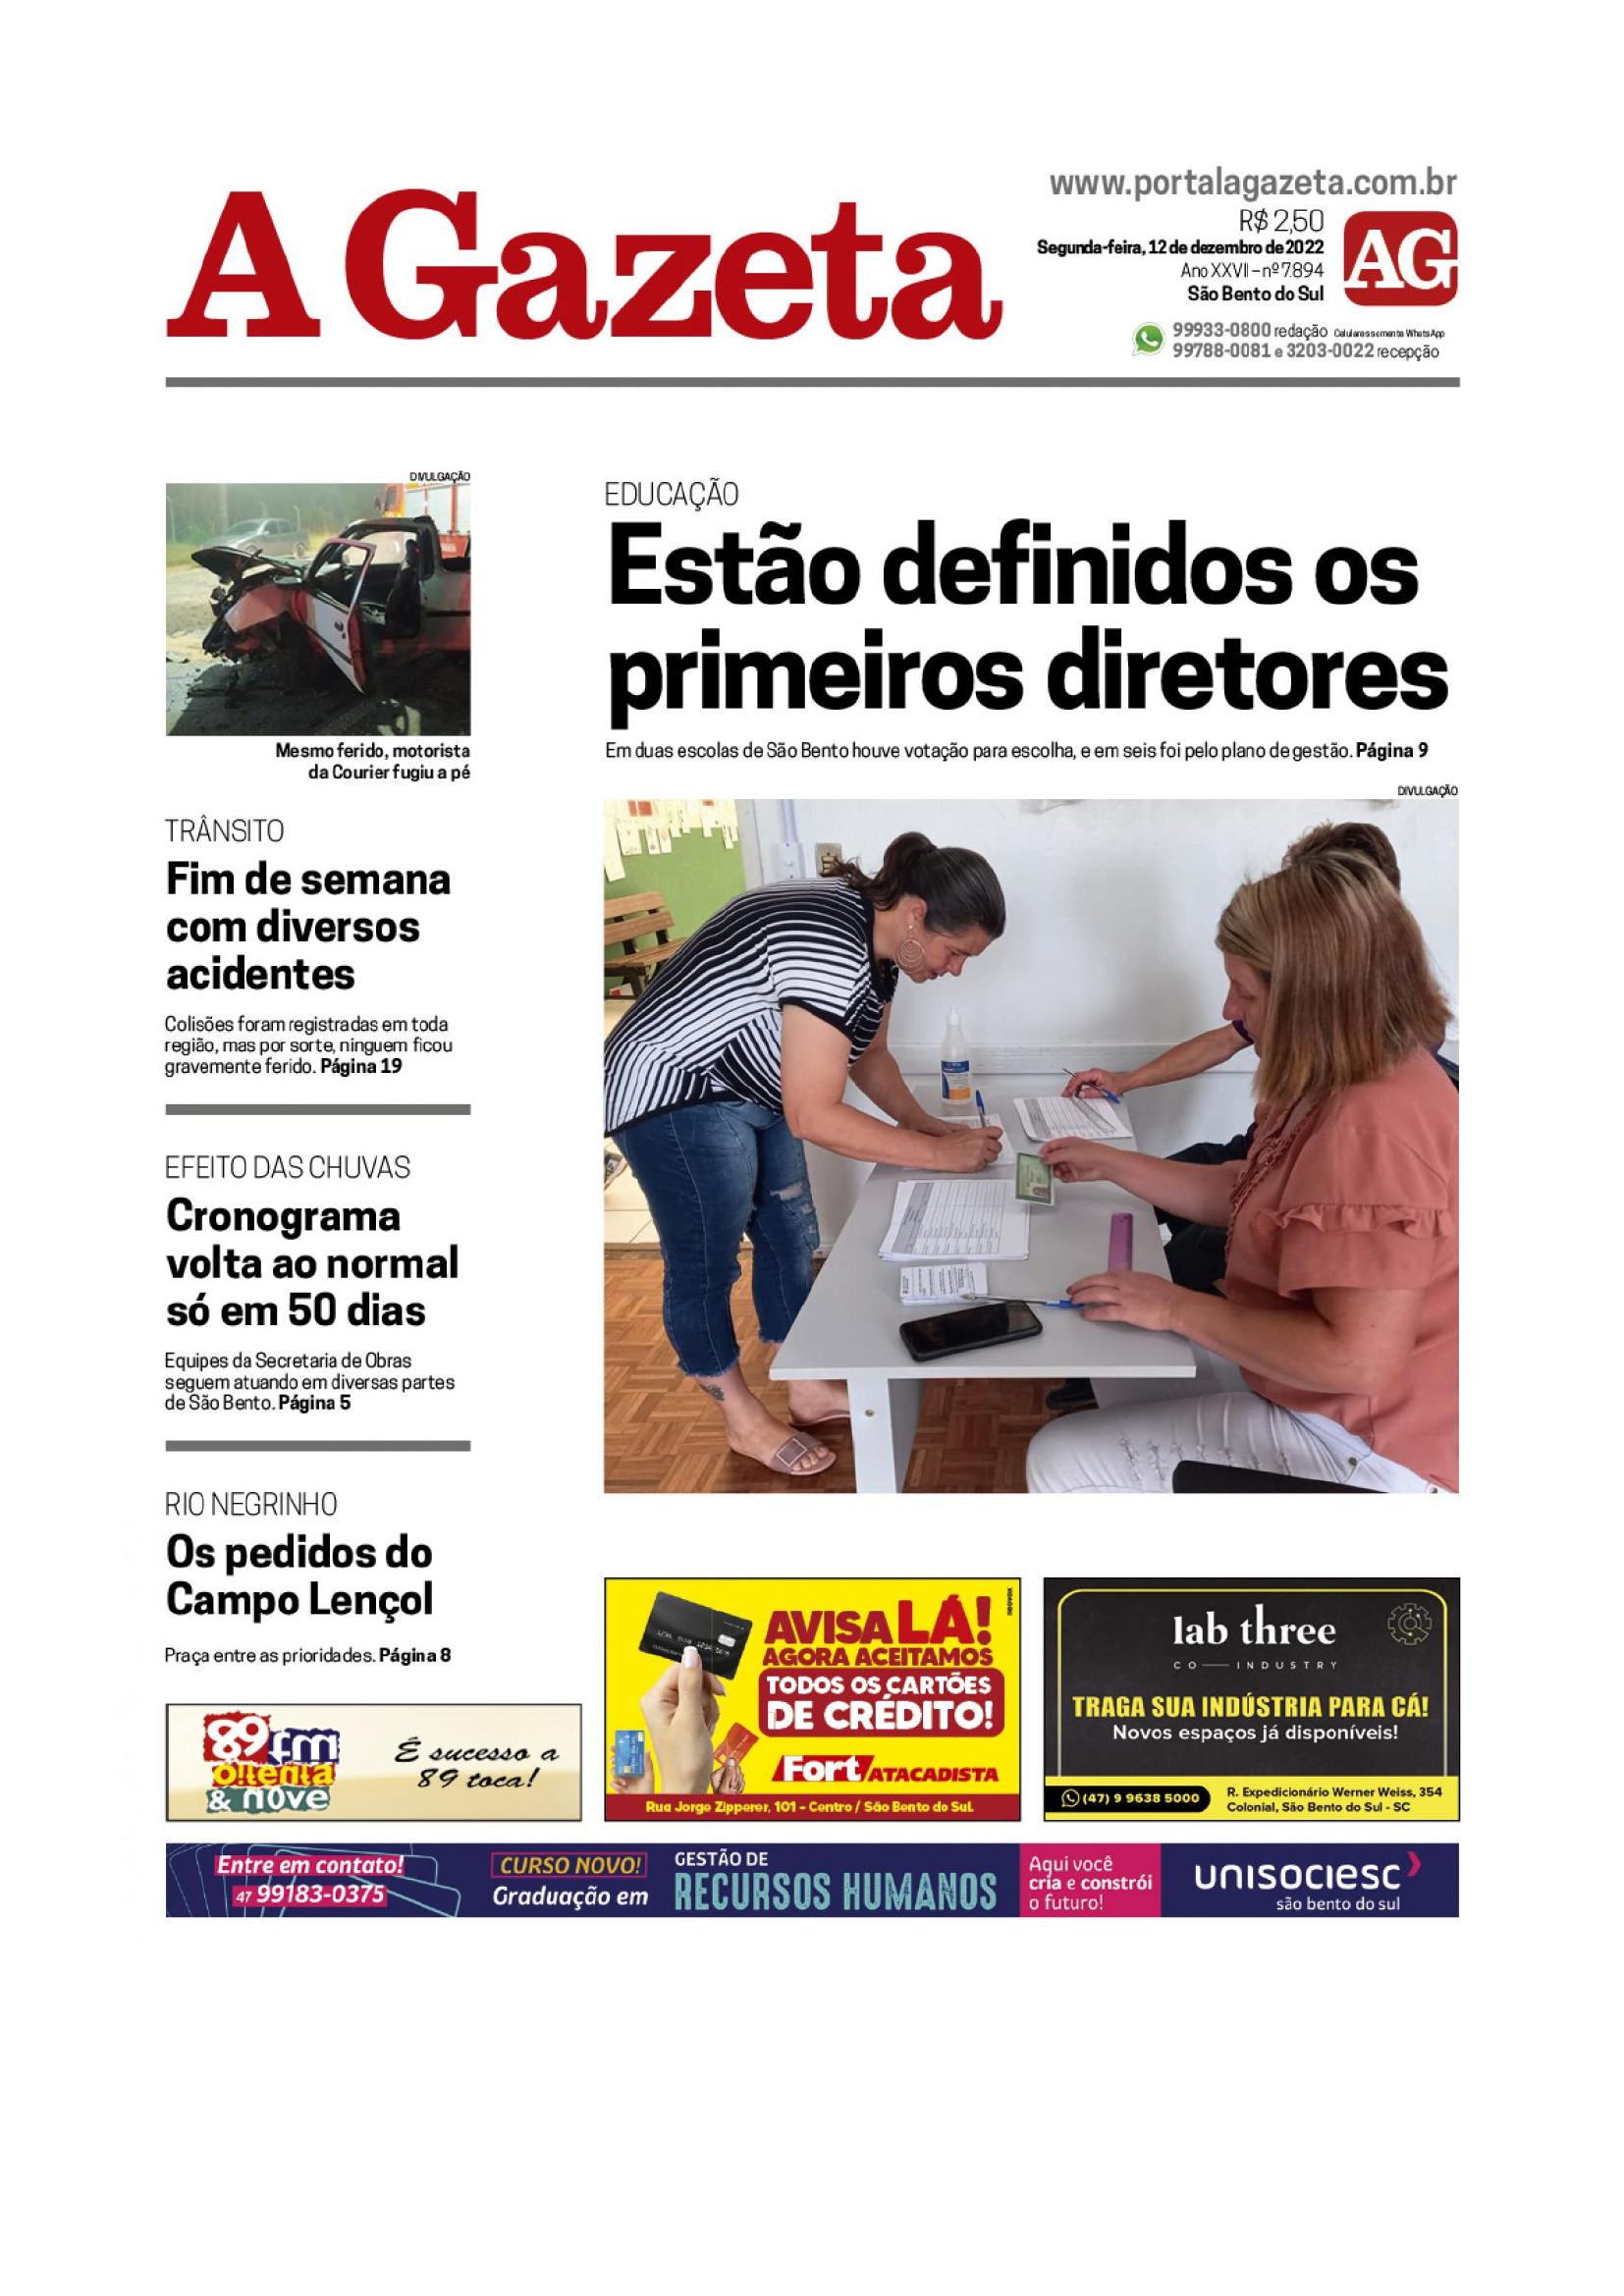 A Gazeta
www.portalagazeta.com.br
R$ 2,50
Segunda-feira, 12 de dezembro de 2022
Ano XXVII – nº 7.894
São Bento do Sul
AG
99933-0800 redação Celulares somente WhatsApp
99788-0081 e 3203-0022 recepção
DIVULGAÇÃO
Mesmo ferido, motorista
da Courier fugiu a pé
TRÂNSITO
Fim de semana
com diversos
acidentes
Colisões foram registradas em toda
região, mas por sorte, ninguem ficou
gravemente ferido. Página 19
EFEITO DAS CHUVAS
Cronograma
volta ao normal
só em 50 dias
Equipes da Secretaria de Obras
seguem atuando em diversas partes
de São Bento. Página 5
RIO NEGRINHO
Os pedidos do
Campo Lençol
Praça entre as prioridades. Página 8
EDUCAÇÃO
Estão definidos os
primeiros diretores
Em duas escolas de São Bento houve votação para escolha, e em seis foi pelo plano de gestão. Página 9
DIVULGAÇÃO
89 fm
oitenta
& nove
É sucesso a
89 toca!
AVISA LÁ!
AGORA ACEITAMOS
TODOS OS CARTÕES
DE CRÉDITO!
Fort ATACADISTA
Rua Jorge Zipperer, 101 - Centro / São Bento do Sul.
lab three
CO — INDUSTRY
TRAGA SUA INDÚSTRIA PARA CÁ!
Novos espaços já disponíveis!
(47) 9 9638 5000
R. Expedicionário Werner Weiss, 354
Colonial, São Bento do Sul - SC
Entre em contato!
47 99183-0375
CURSO NOVO!
Graduação em
GESTÃO DE
RECURSOS HUMANOS
Aqui você
cria e constrói
o futuro!
unisociesc
são bento do sul